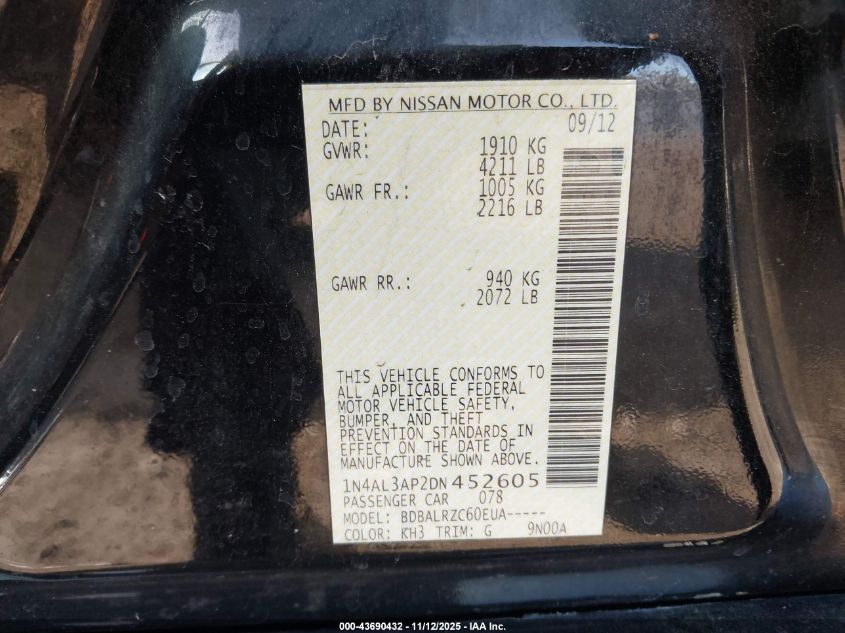 MFD BY NISSAN MOTOR CO., LTD.
DATE: 09/12
GVWR: 1910 KG
4211 LB
GAWR FR.: 1005 KG
2216 LB
GAWR RR.: 940 KG
2072 LB
THIS VEHICLE CONFORMS TO
ALL APPLICABLE FEDERAL
MOTOR VEHICLE SAFETY,
BUMPER, AND THEFT
PREVENTION STANDARDS IN
EFFECT ON THE DATE OF
MANUFACTURE SHOWN ABOVE.
1N4AL3AP2DN 452605
PASSENGER CAR 078
MODEL: BDBALRZC60EUA-----
COLOR: KH3 TRIM: G 9N00A
000-43690432 - 11/12/2025 - IAA Inc.